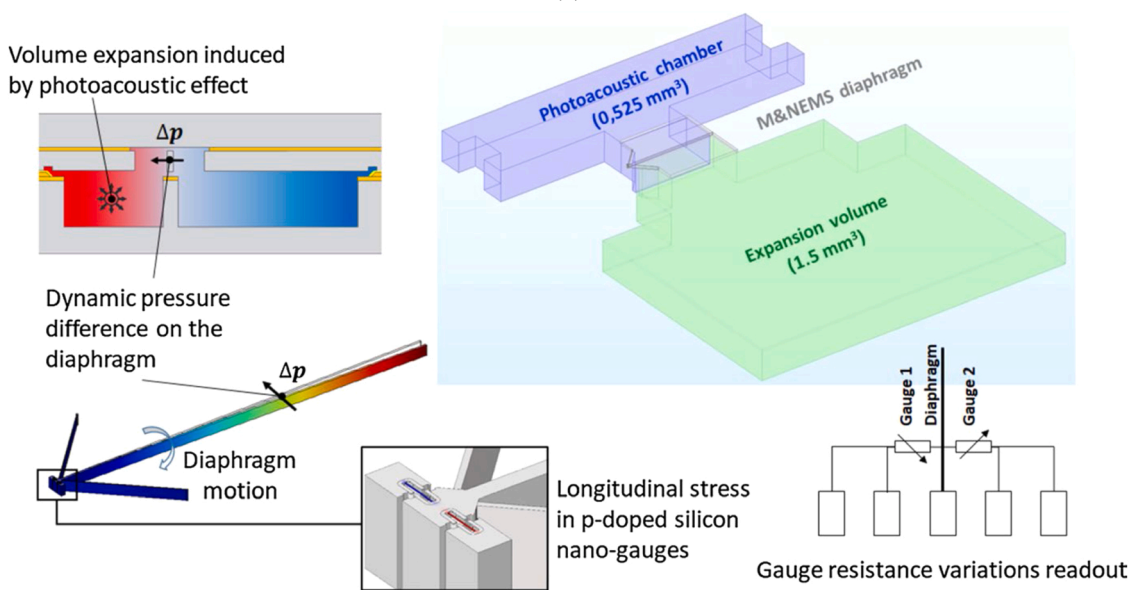 Volume expansion induced
by photoacoustic effect
Δp
Photoacoustic chamber
(0,525 mm³)
M&NEMS diaphragm
Expansion volume
(1.5 mm³)
Dynamic pressure
difference on the
diaphragm
Δp
Diaphragm
motion
Longitudinal stress
in p-doped silicon
nano-gauges
Gauge 1
Diaphragm
Gauge 2
Gauge resistance variations readout